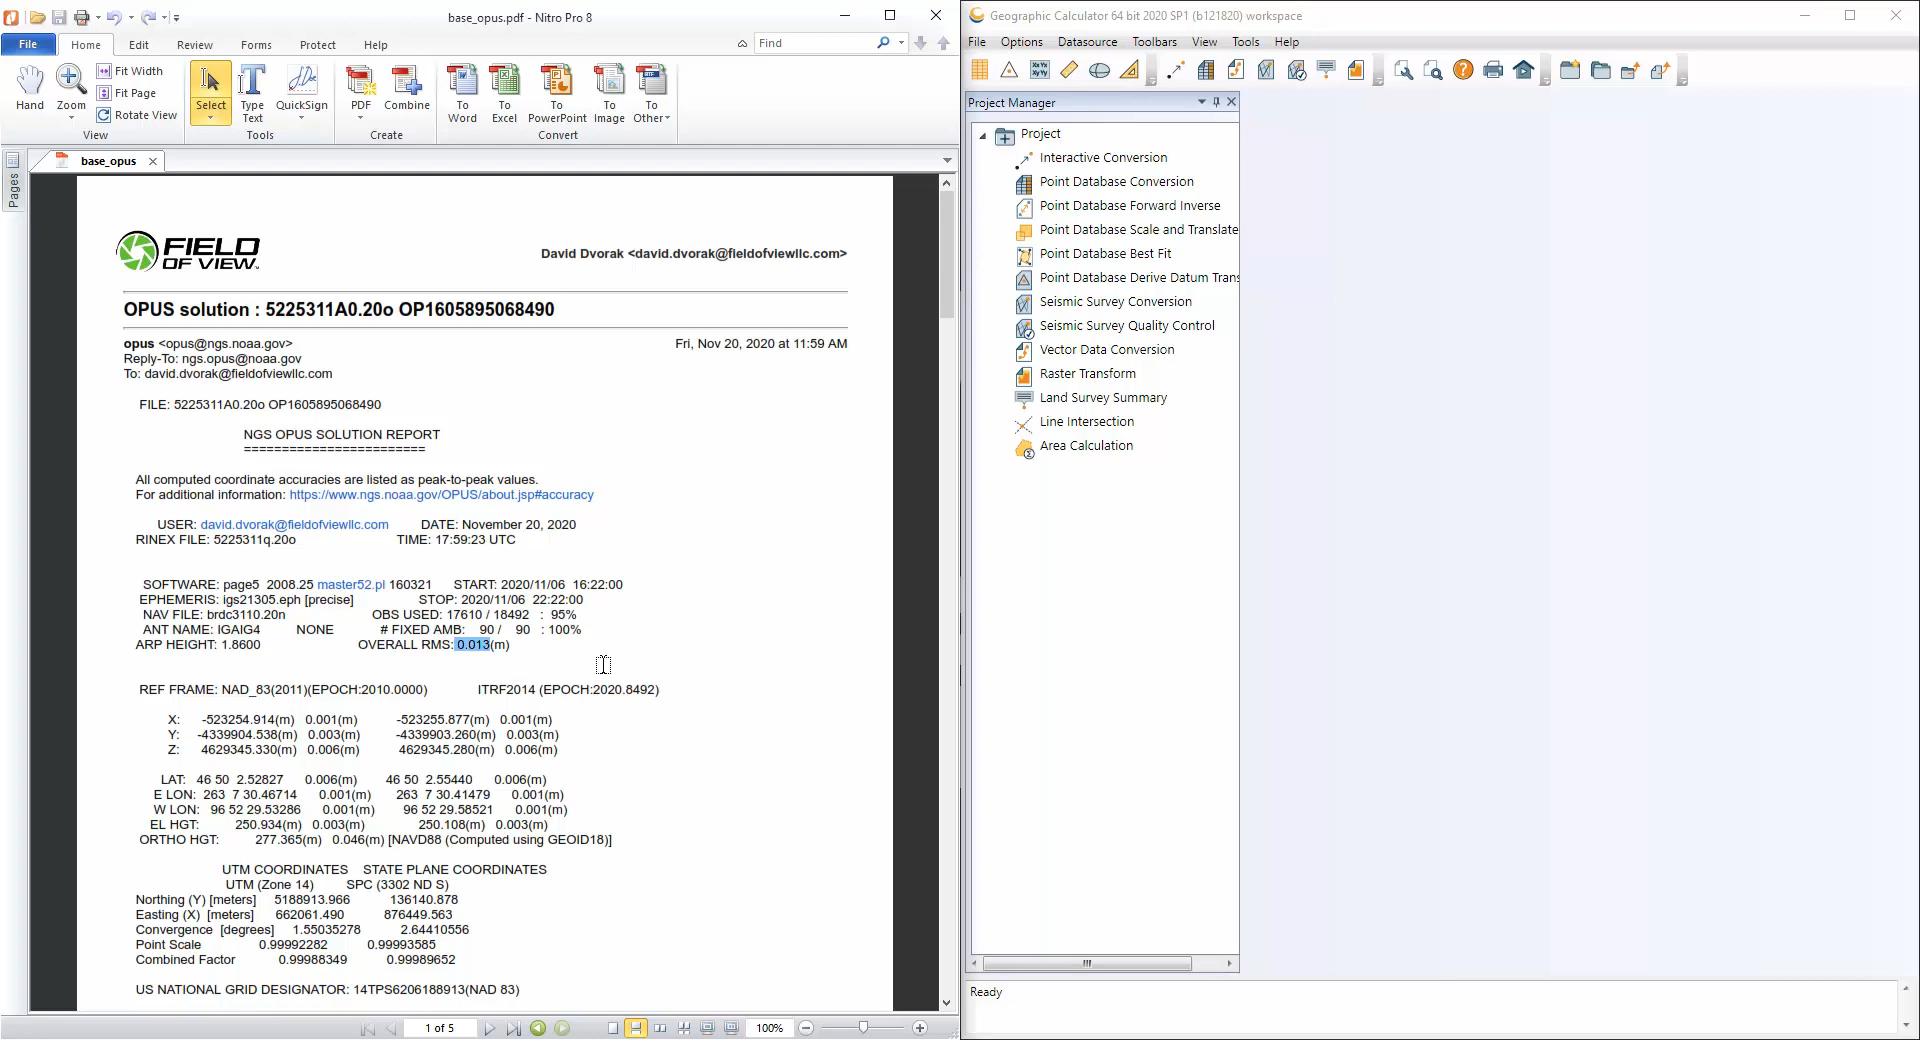 base_opus.pdf - Nitro Pro 8
File Home Edit Review Forms Protect Help
Find
Hand
Zoom
Fit Width
Fit Page
Rotate View
View
Select
Type Text
QuickSign
Tools
PDF
Combine
Create
To Word
To Excel
To PowerPoint
To Image
To Other
Convert
Pages
base_opus
FIELD OF VIEW
David Dvorak <david.dvorak@fieldofviewllc.com>
OPUS solution : 5225311A0.20o OP1605895068490
opus <opus@ngs.noaa.gov> Fri, Nov 20, 2020 at 11:59 AM
Reply-To: ngs.opus@noaa.gov
To: david.dvorak@fieldofviewllc.com
FILE: 5225311A0.20o OP1605895068490
NGS OPUS SOLUTION REPORT
========================
All computed coordinate accuracies are listed as peak-to-peak values.
For additional information: https://www.ngs.noaa.gov/OPUS/about.jsp#accuracy
USER: david.dvorak@fieldofviewllc.com DATE: November 20, 2020
RINEX FILE: 5225311q.20o TIME: 17:59:23 UTC
SOFTWARE: page5 2008.25 master52.pl 160321 START: 2020/11/06 16:22:00
EPHEMERIS: igs21305.eph [precise] STOP: 2020/11/06 22:22:00
NAV FILE: brdc3110.20n OBS USED: 17610 / 18492 : 95%
ANT NAME: IGAIG4 NONE # FIXED AMB: 90 / 90 : 100%
ARP HEIGHT: 1.8600 OVERALL RMS: 0.013(m)
REF FRAME: NAD_83(2011)(EPOCH:2010.0000) ITRF2014 (EPOCH:2020.8492)
X: -523254.914(m) 0.001(m) -523255.877(m) 0.001(m)
Y: -4339904.538(m) 0.003(m) -4339903.260(m) 0.003(m)
Z: 4629345.330(m) 0.006(m) 4629345.280(m) 0.006(m)
LAT: 46 50 2.52827 0.006(m) 46 50 2.55440 0.006(m)
E LON: 263 7 30.46714 0.001(m) 263 7 30.41479 0.001(m)
W LON: 96 52 29.53286 0.001(m) 96 52 29.58521 0.001(m)
EL HGT: 250.934(m) 0.003(m) 250.108(m) 0.003(m)
ORTHO HGT: 277.365(m) 0.046(m) [NAVD88 (Computed using GEOID18)]
UTM COORDINATES STATE PLANE COORDINATES
UTM (Zone 14) SPC (3302 ND S)
Northing (Y) [meters] 5188913.966 136140.878
Easting (X) [meters] 662061.490 876449.563
Convergence [degrees] 1.55035278 2.64410556
Point Scale 0.99992282 0.99993585
Combined Factor 0.99988349 0.99989652
US NATIONAL GRID DESIGNATOR: 14TPS6206188913(NAD 83)
1 of 5
100%
Geographic Calculator 64 bit 2020 SP1 (b121820) workspace
File Options Datasource Toolbars View Tools Help
Project Manager
Project
Interactive Conversion
Point Database Conversion
Point Database Forward Inverse
Point Database Scale and Translate
Point Database Best Fit
Point Database Derive Datum Trans
Seismic Survey Conversion
Seismic Survey Quality Control
Vector Data Conversion
Raster Transform
Land Survey Summary
Line Intersection
Area Calculation
Ready